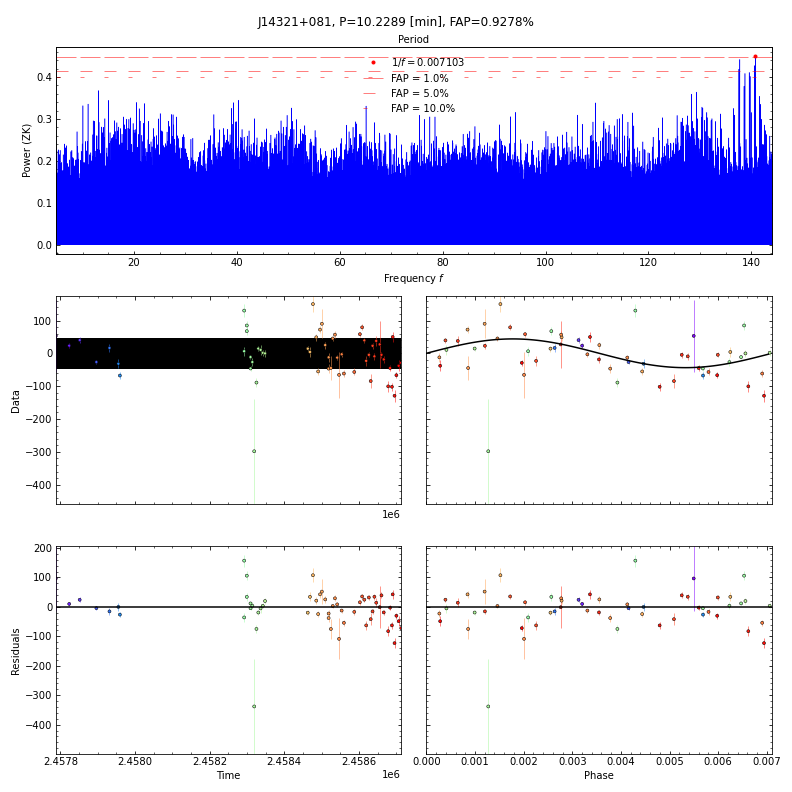 J14321+081, P=10.2289 [min], FAP=0.9278%
Period
1/f = 0.007103
FAP = 1.0%
FAP = 5.0%
FAP = 10.0%
Power (ZK)
0.4
0.3
0.2
0.1
0.0
20 40 60 80 100 120 140
Frequency f
Data
100
0
−100
−200
−300
−400
1e6
Residuals
200
100
0
−100
−200
−300
−400
2.4578 2.4580 2.4582 2.4584 2.4586
1e6
Time
0.000 0.001 0.002 0.003 0.004 0.005 0.006 0.007
Phase